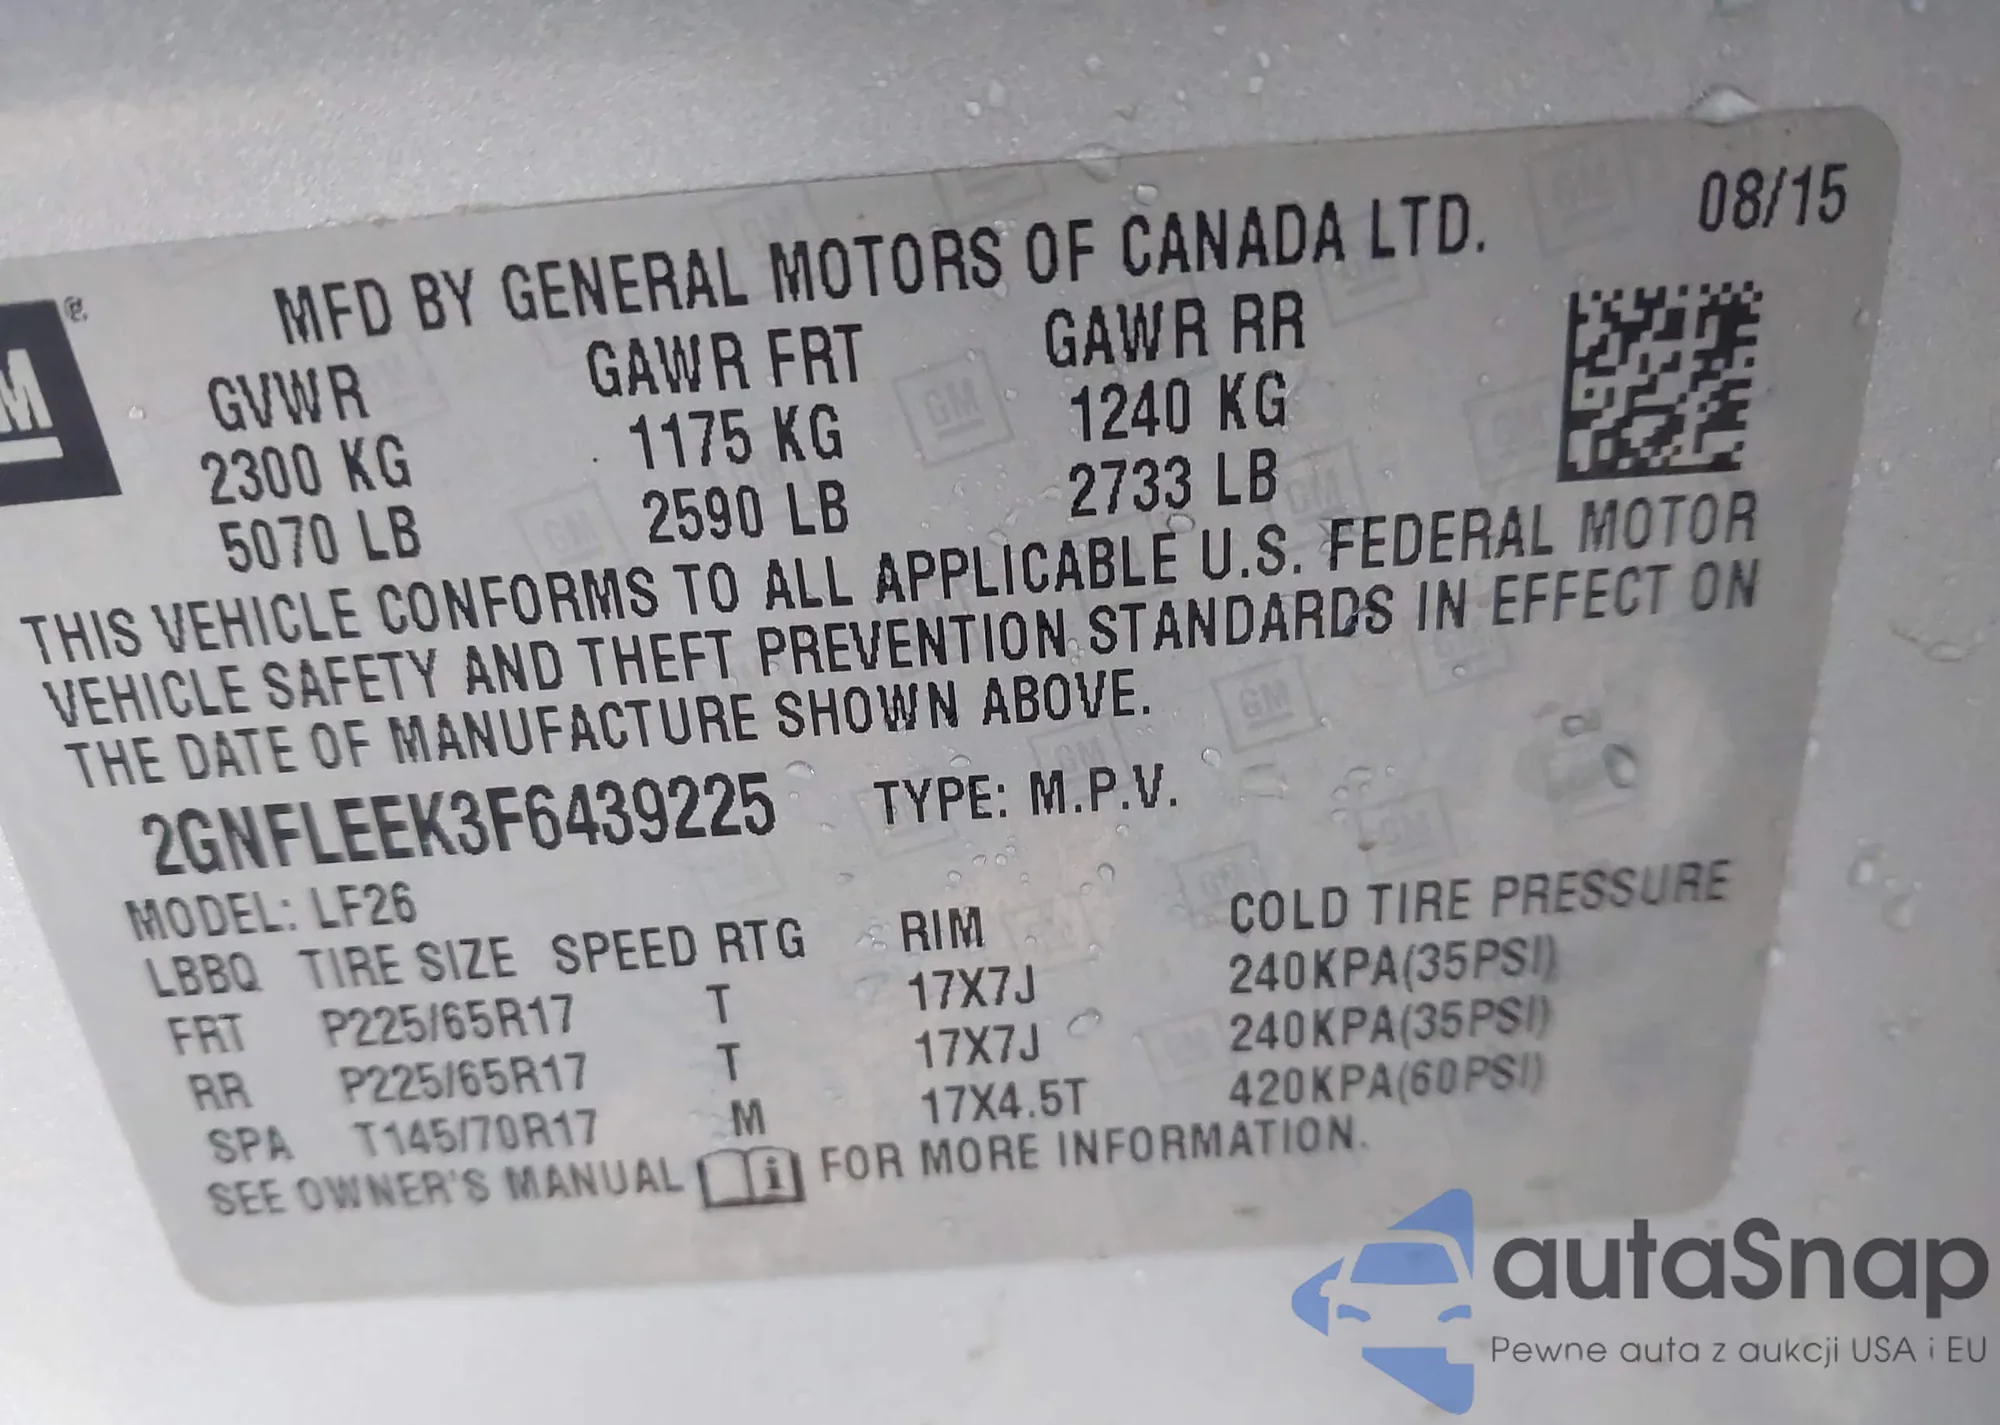 08/15
MFD BY GENERAL MOTORS OF CANADA LTD.
GVWR GAWR FRT GAWR RR
2300 KG 1175 KG 1240 KG
5070 LB 2590 LB 2733 LB
THIS VEHICLE CONFORMS TO ALL APPLICABLE U.S. FEDERAL MOTOR
VEHICLE SAFETY AND THEFT PREVENTION STANDARDS IN EFFECT ON
THE DATE OF MANUFACTURE SHOWN ABOVE.
2GNFLEEK3F6439225 TYPE: M.P.V.
MODEL: LF26
LBBQ TIRE SIZE SPEED RTG RIM COLD TIRE PRESSURE
FRT P225/65R17 T 17X7J 240KPA(35PSI)
RR P225/65R17 T 17X7J 240KPA(35PSI)
SPA T145/70R17 M 17X4.5T 420KPA(60PSI)
SEE OWNER'S MANUAL i FOR MORE INFORMATION.
autaSnap
Pewne auta z aukcji USA i EU